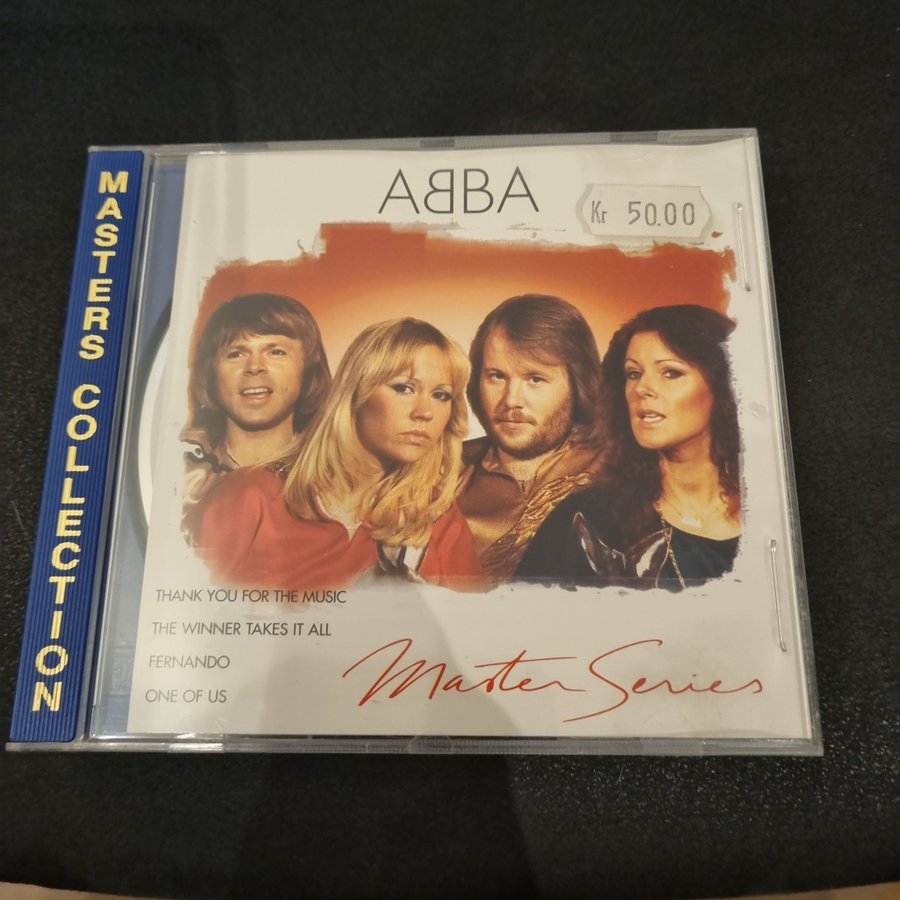 MASTERS COLLECTION
ABBA
Kr 50.00
THANK YOU FOR THE MUSIC
THE WINNER TAKES IT ALL
FERNANDO
ONE OF US
Master Series